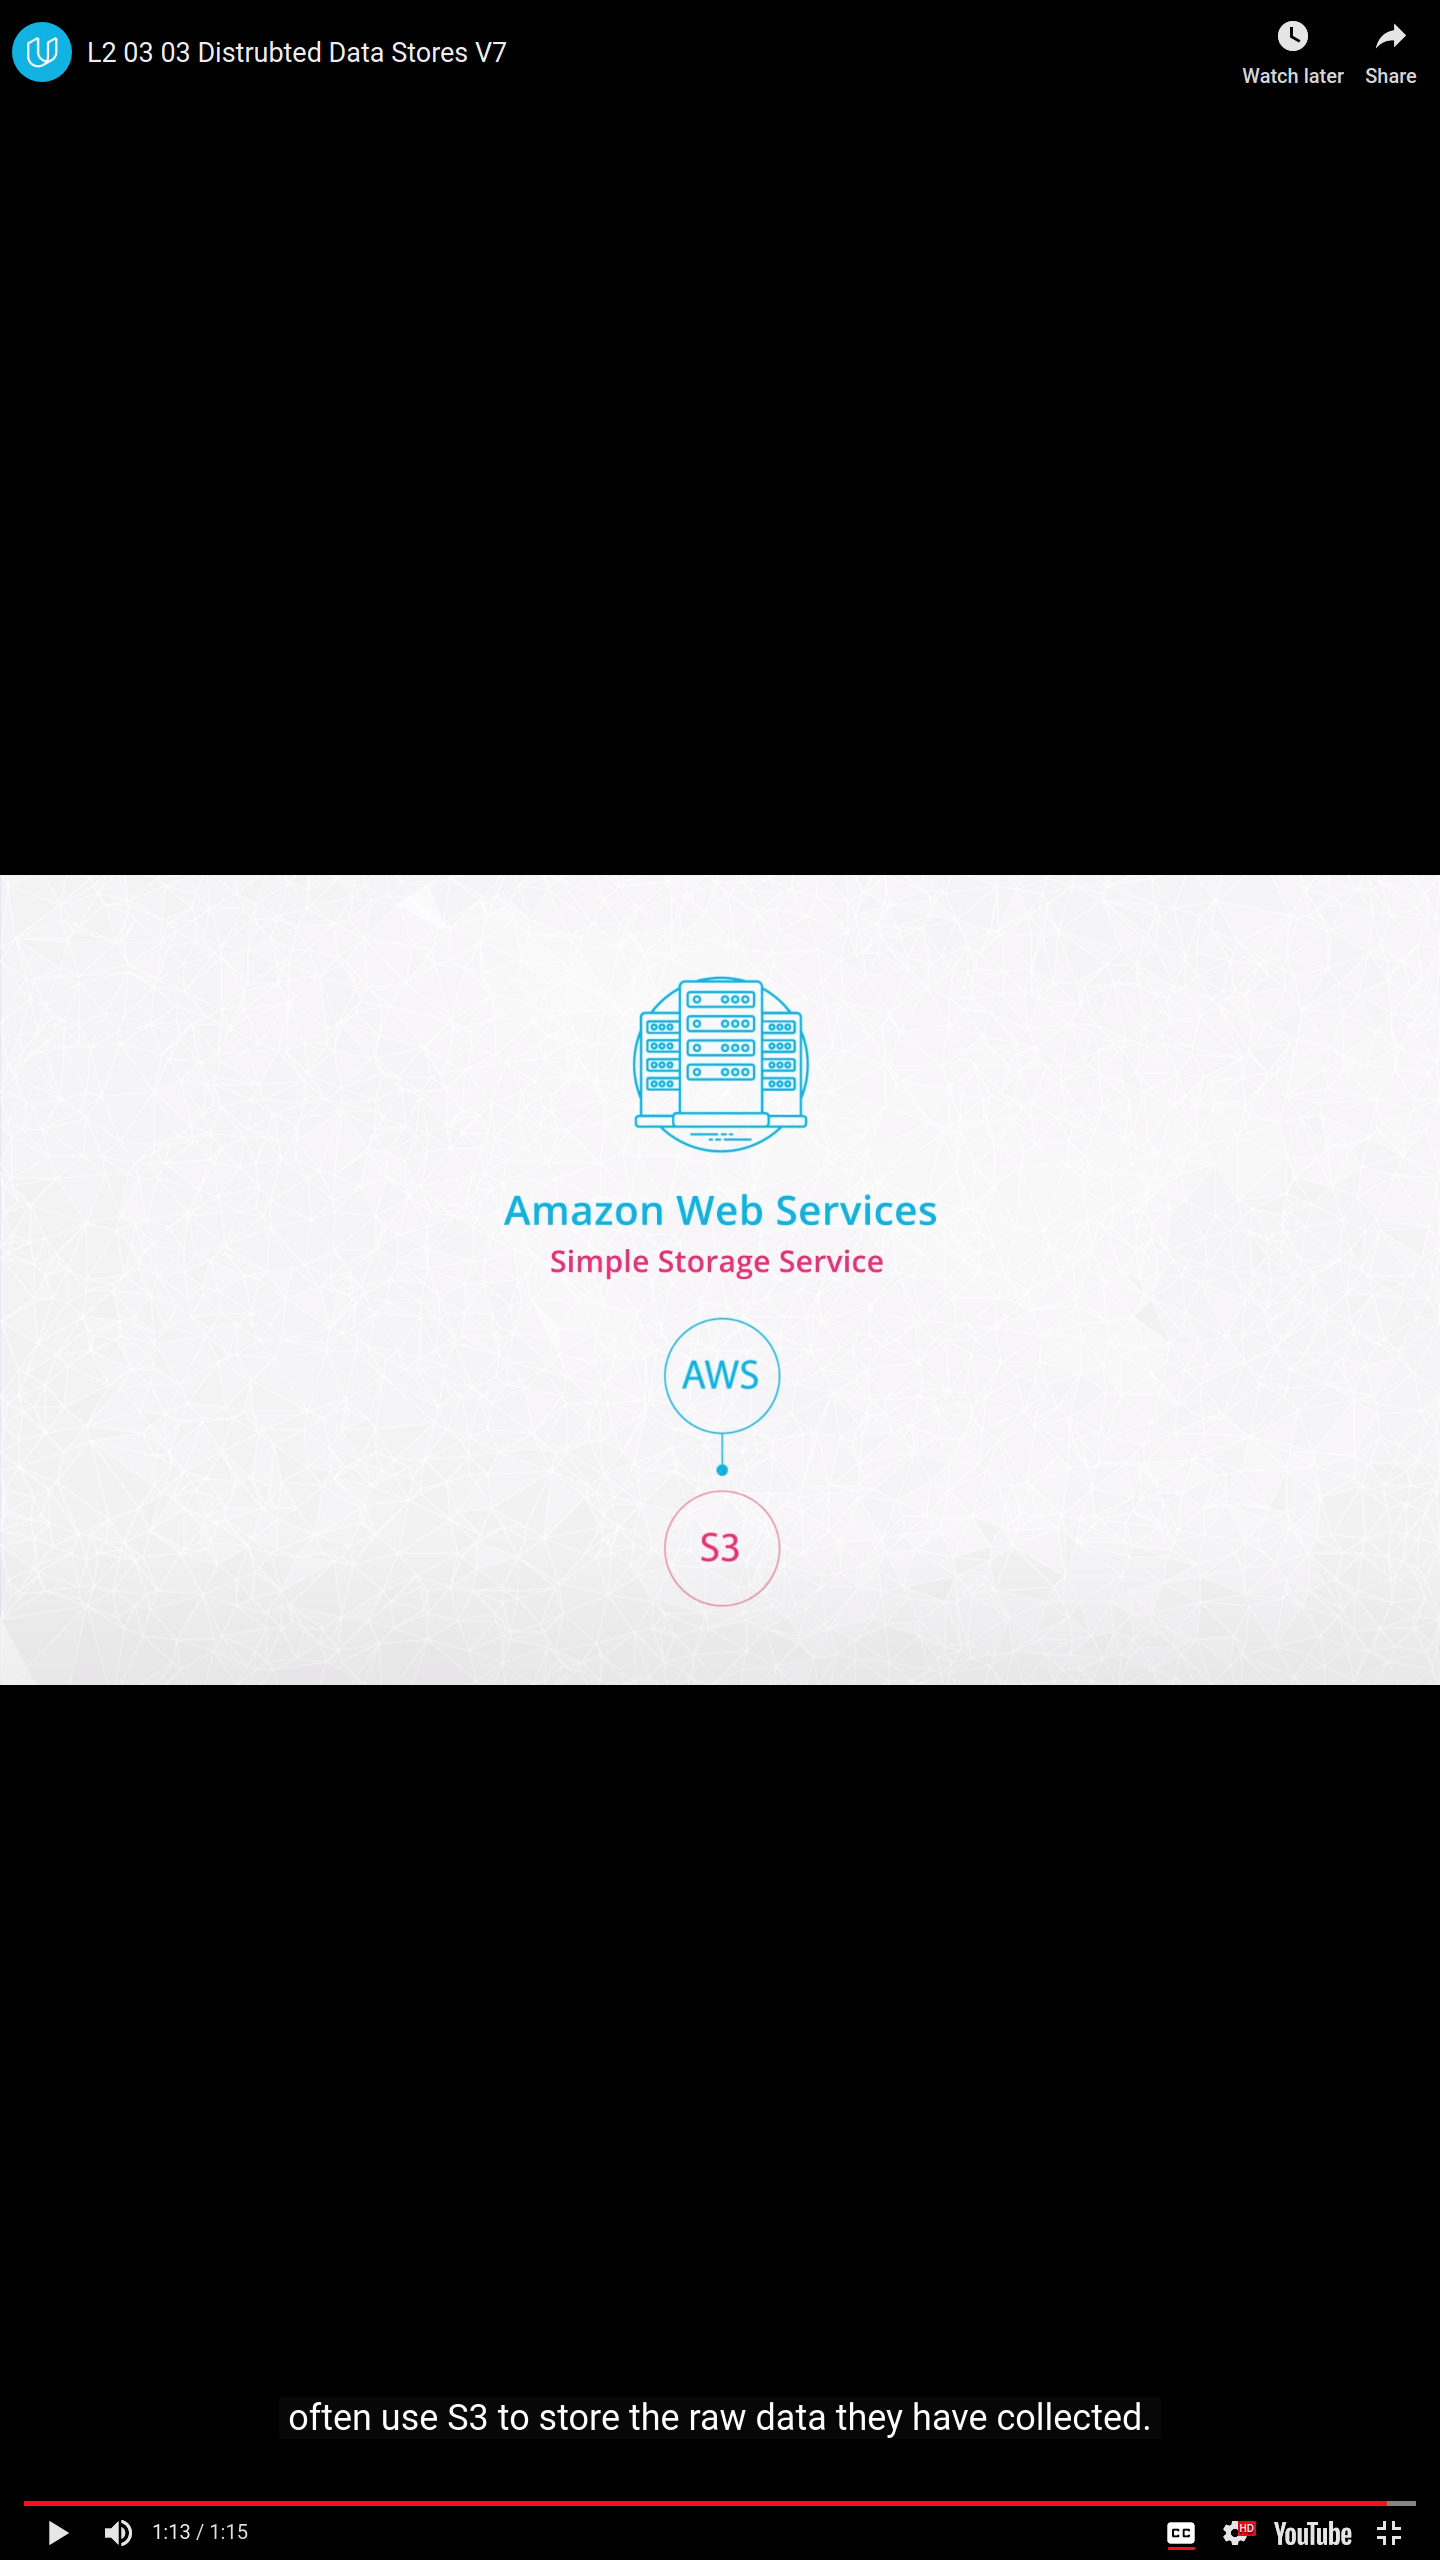 L2 03 03 Distrubted Data Stores V7
Watch later
Share
Amazon Web Services
Simple Storage Service
AWS
S3
often use S3 to store the raw data they have collected.
1:13 / 1:15
CC
HD
YouTube